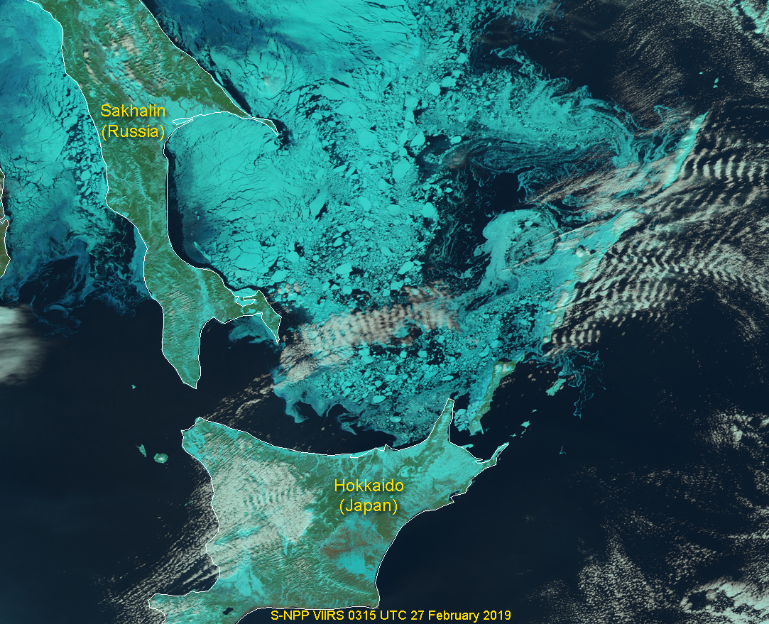 Sakhalin
(Russia)
Hokkaido
(Japan)
S-NPP VIIRS 0315 UTC 27 February 2019